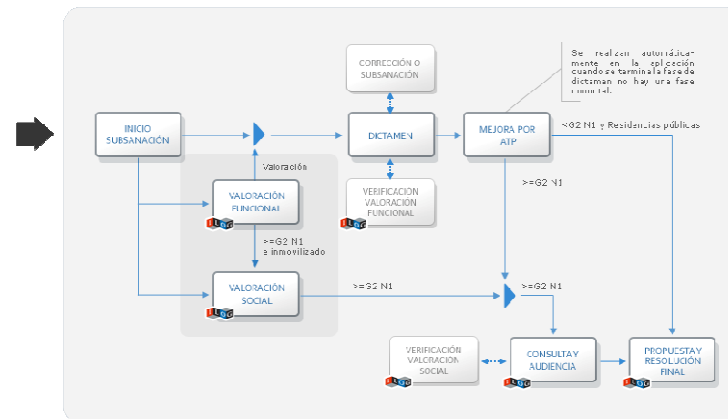 Se realizan automática-
mente en la aplicación
cuando se termina la fase de
dictamen no hay una fase
CORRECCIÓN O
SUBSANACIÓN
INICIO
SUBSANACIÓN
DICTAMEN
MEJORA POR
ATP
<G2 N1 y Residencias públicas
Valoración
VALORACIÓN
FUNCIONAL
VERIFICACIÓN
VALORACIÓN
FUNCIONAL
>=G2 N1
>=G2 N1
e inmovilizado
VALORACIÓN
SOCIAL
>=G2 N1
>=G2 N1
VERIFICACIÓN
VALORACIÓN
SOCIAL
CONSULTA Y
AUDIENCIA
PROPUESTA Y
RESOLUCIÓN
FINAL